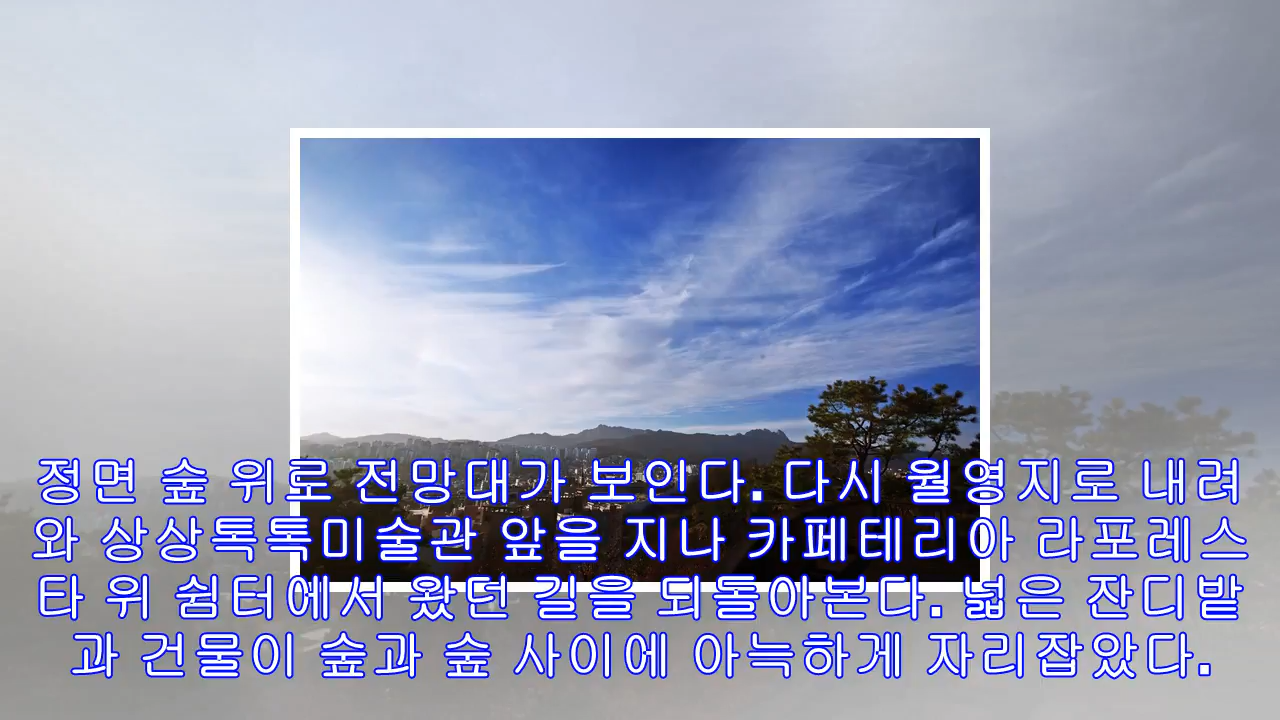 정면 숲 위로 전망대가 보인다. 다시 월영지로 내려
와 상상톡톡미술관 앞을 지나 카페테리아 라포레스
타 위 쉼터에서 왔던 길을 되돌아본다. 넓은 잔디밭
과 건물이 숲과 숲 사이에 아늑하게 자리잡았다.